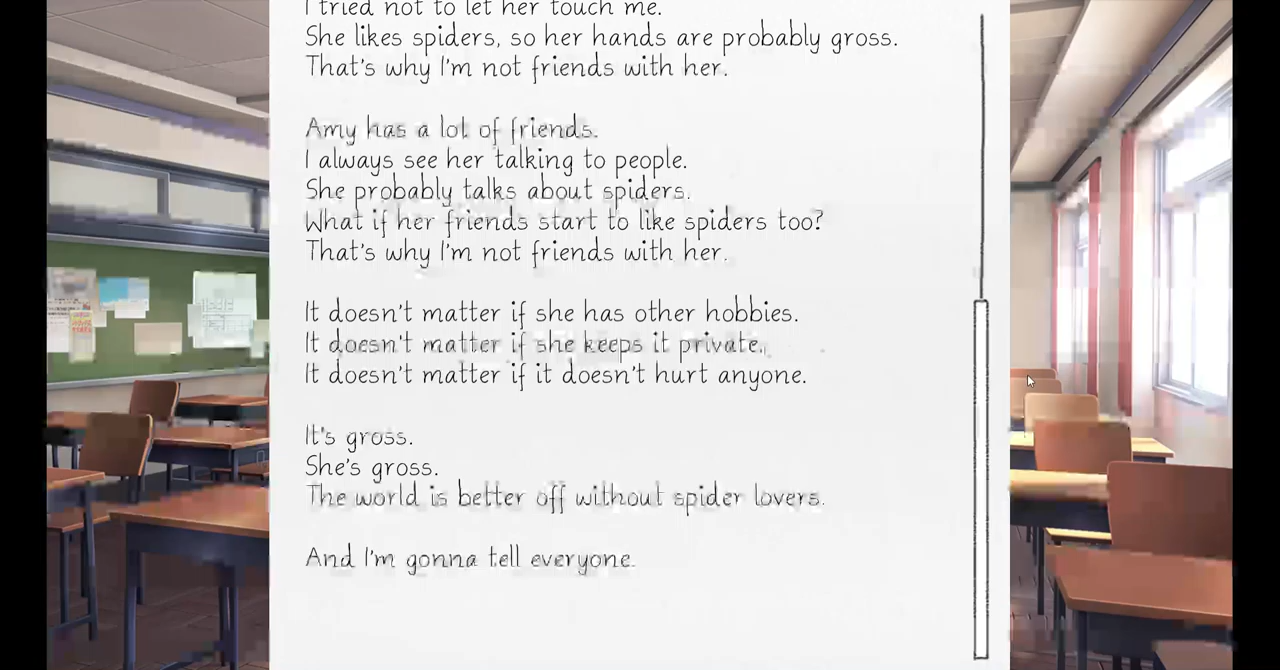 I tried not to let her touch me.
She likes spiders, so her hands are probably gross.
That's why I'm not friends with her.
Amy has a lot of friends.
I always see her talking to people.
She probably talks about spiders.
What if her friends start to like spiders too?
That's why I'm not friends with her.
It doesn't matter if she has other hobbies.
It doesn't matter if she keeps it private.
It doesn't matter if it doesn't hurt anyone.
It's gross.
She's gross.
The world is better off without spider lovers.
And I'm gonna tell everyone.